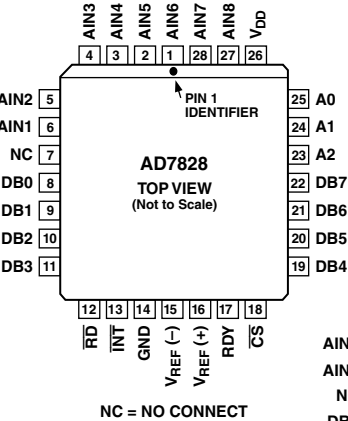 AIN3 AIN4 AIN5 AIN6 AIN7 AIN8 VDD
4 3 2 1 28 27 26
PIN 1
IDENTIFIER
AIN2 5
AIN1 6
NC 7
DB0 8
DB1 9
DB2 10
DB3 11
AD7828
TOP VIEW
(Not to Scale)
25 A0
24 A1
23 A2
22 DB7
21 DB6
20 DB5
19 DB4
12 13 14 15 16 17 18
RD INT GND VREF (–) VREF (+) RDY CS
NC = NO CONNECT
AIN
AIN
N
DB